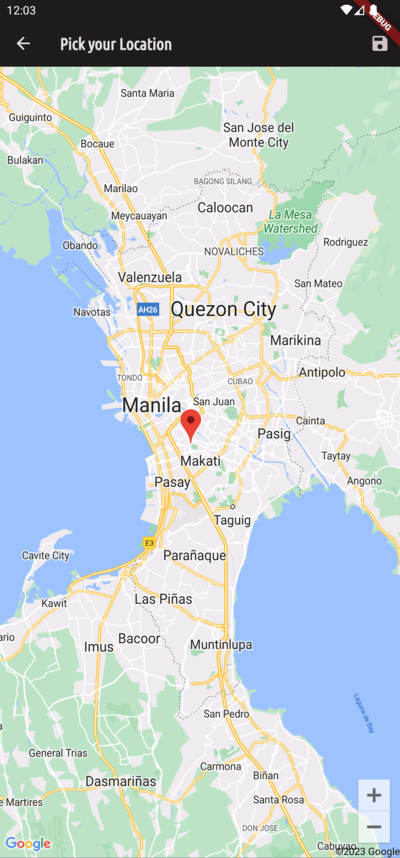 12:03
DEBUG
Pick your Location
Santa Maria
Guiguinto
San Jose del
Monte City
Bocaue
Bulakan
BAGONG SILANG
Marilao
Caloocan
Meycauayan
La Mesa
Watershed
Obando
Rodriguez
NOVALICHES
Valenzuela
San Mateo
AH26
Quezon City
Navotas
Marikina
Antipolo
TONDO
CUBAO
Manila
San Juan
Cainta
Pasig
Taytay
Makati
Angono
Pasay
Taguig
E3
Cavite City
Parañaque
Kawit
Las Piñas
ario
Bacoor
Imus
Muntinlupa
Laguna de Bay
San Pedro
General Trias
Carmona
Biñan
Dasmariñas
e Martires
Santa Rosa
DON JOSE
Google
Cabuyao
©2023 Google